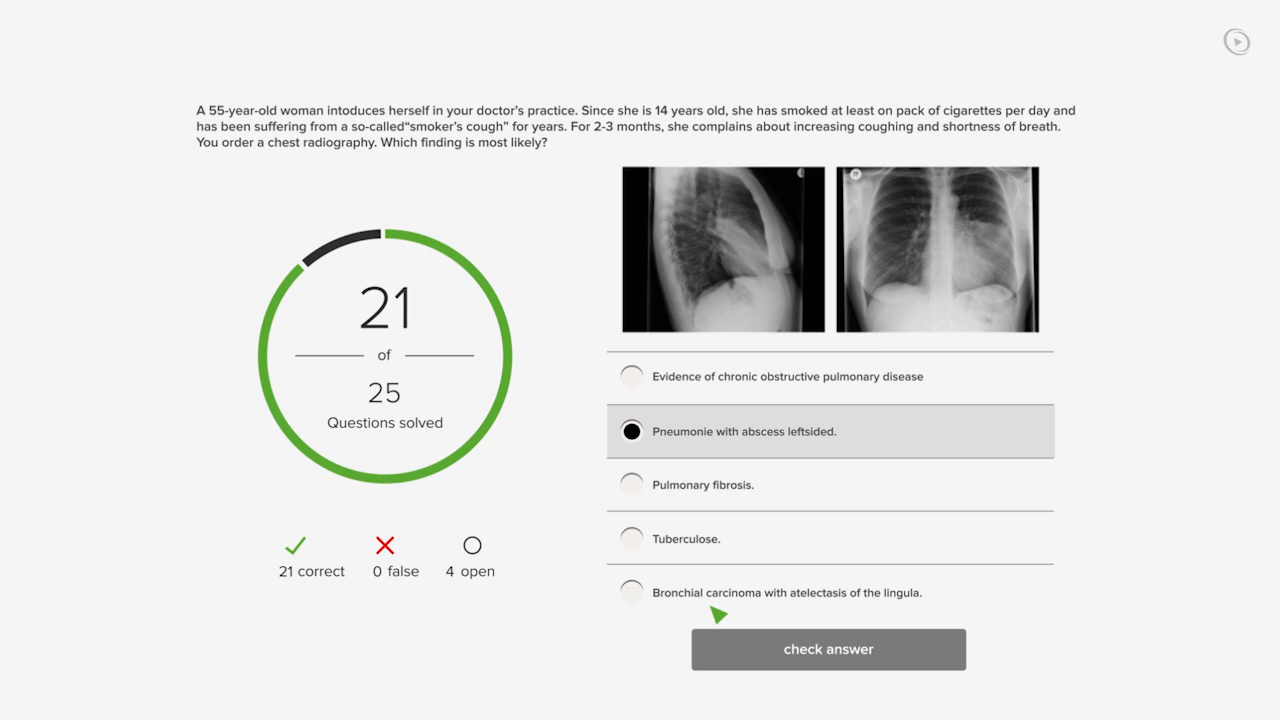 A 55-year-old woman intoduces herself in your doctor's practice. Since she is 14 years old, she has smoked at least on pack of cigarettes per day and
has been suffering from a so-called“smoker's cough” for years. For 2-3 months, she complains about increasing coughing and shortness of breath.
You order a chest radiography. Which finding is most likely?
21
of
25
Questions solved
21 correct
0 false
4 open
Evidence of chronic obstructive pulmonary disease
Pneumonie with abscess leftsided.
Pulmonary fibrosis.
Tuberculose.
Bronchial carcinoma with atelectasis of the lingula.
check answer